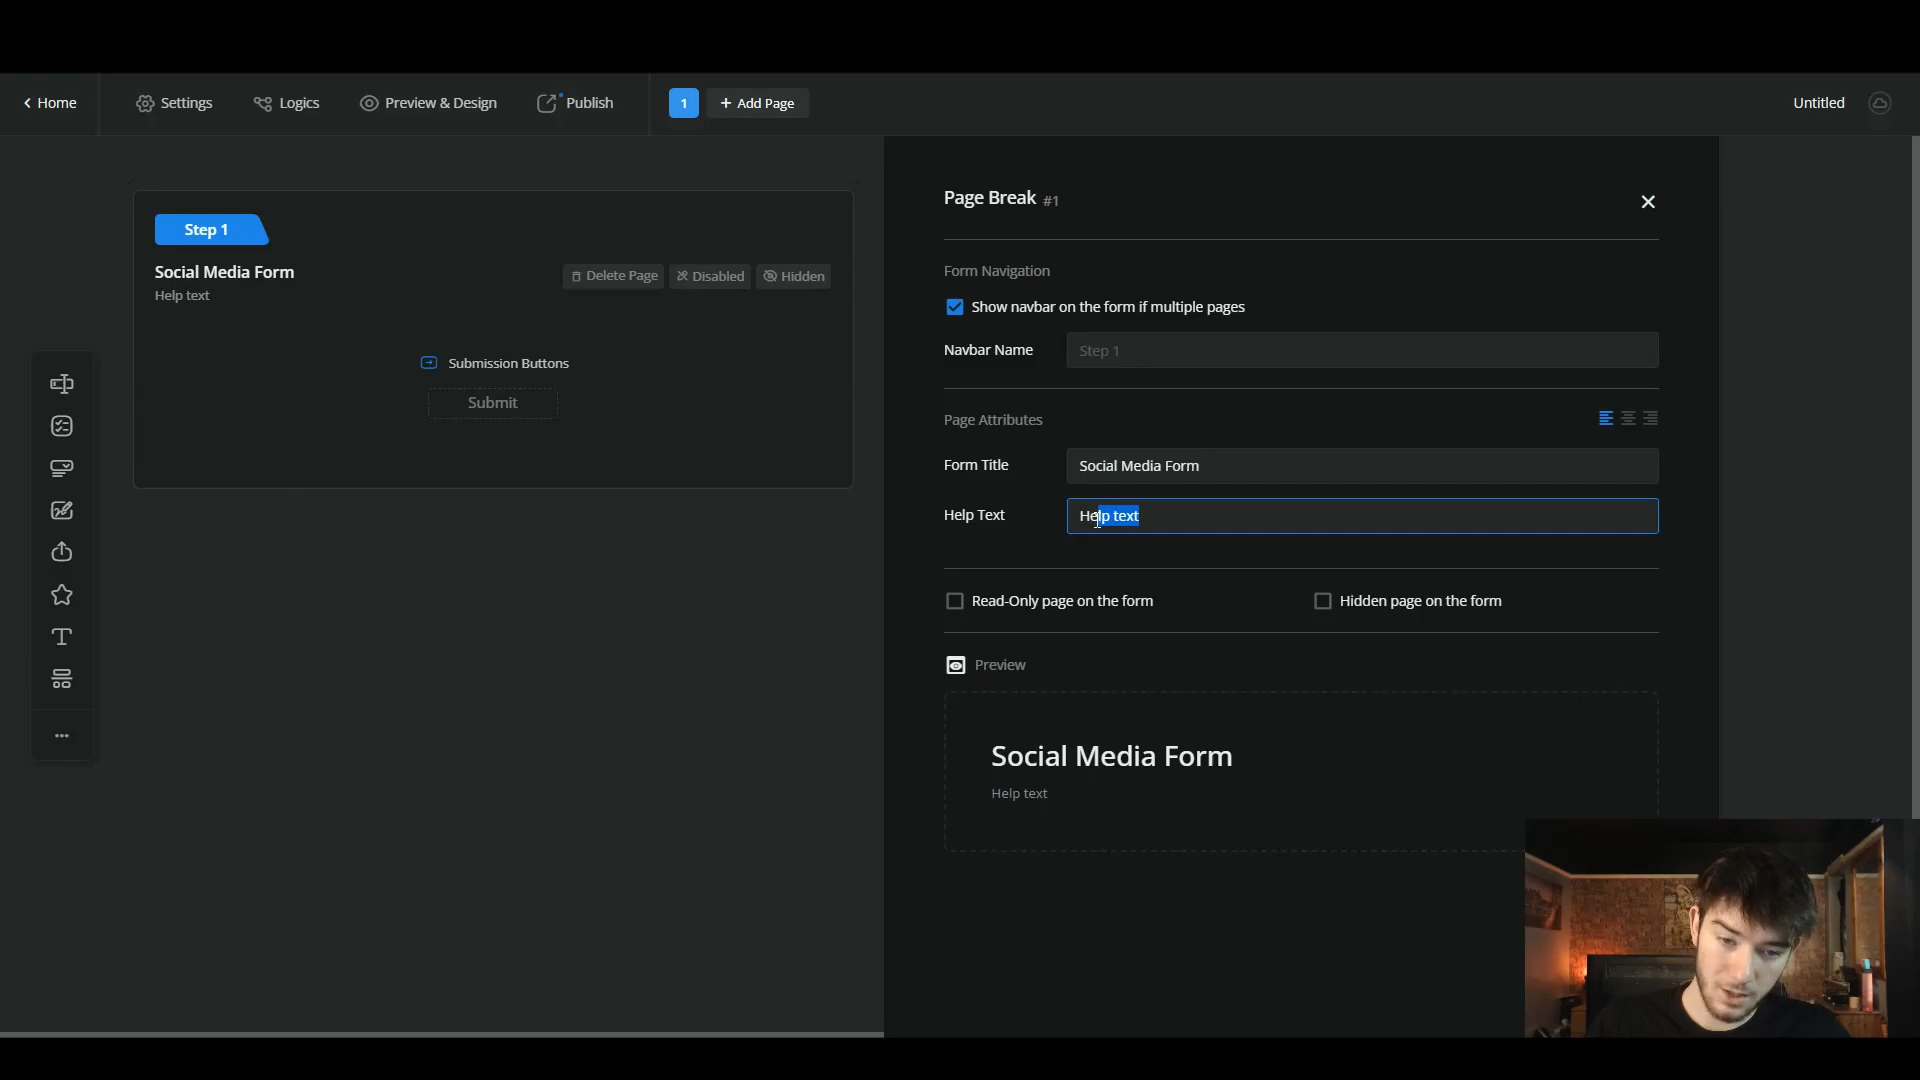 Home
Settings
Logics
Preview & Design
Publish
1
+ Add Page
Untitled
Step 1
Social Media Form
Help text
Delete Page
Disabled
Hidden
Submission Buttons
Submit
Page Break #1
Form Navigation
Show navbar on the form if multiple pages
Navbar Name
Step 1
Page Attributes
Form Title
Social Media Form
Help Text
Help text
Read-Only page on the form
Hidden page on the form
Preview
Social Media Form
Help text